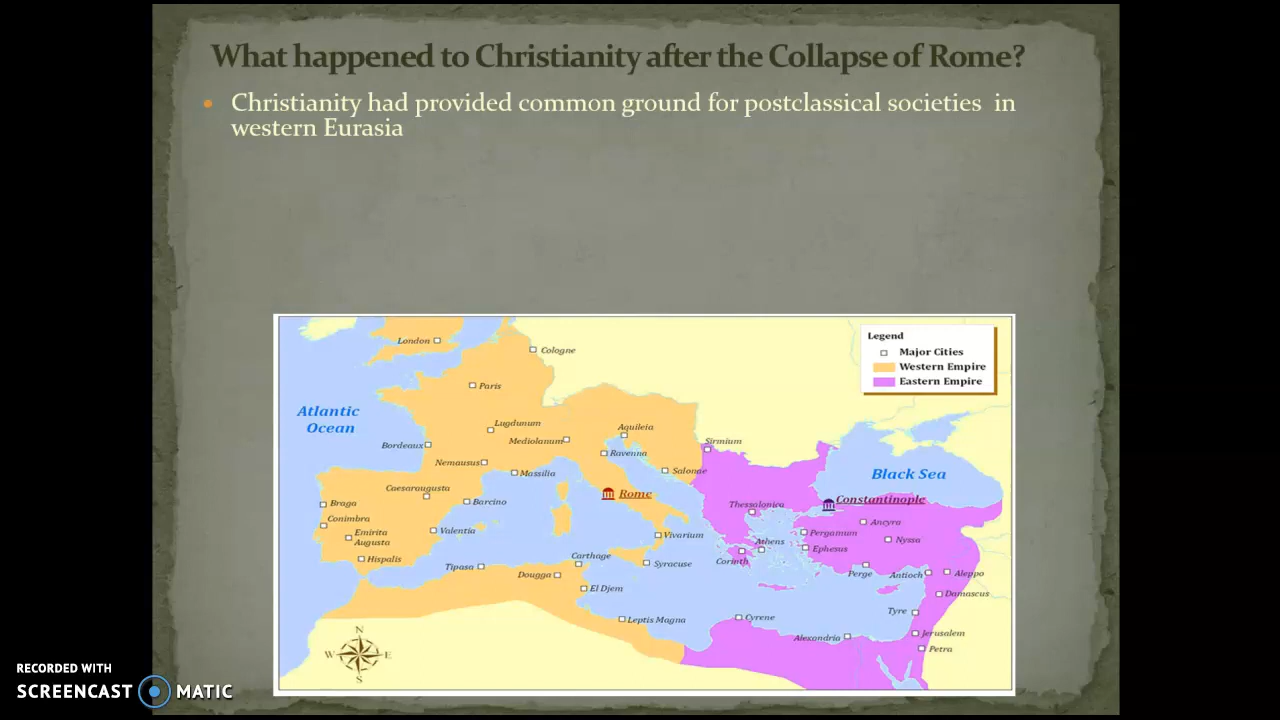 What happened to Christianity after the Collapse of Rome?
• Christianity had provided common ground for postclassical societies in
western Eurasia
Legend
Major Cities
Western Empire
Eastern Empire
London
Cologne
Paris
Atlantic
Ocean
Lugdunum
Aquileia
Bordeaux
Mediolanum
Sirmium
Ravenna
Nemausus
Massilia
Salonae
Black Sea
Caesaraugusta
Rome
Constantinople
Braga
Barcino
Thessalonica
Conimbra
Ancyra
Emirita
Augusta
Valentia
Vivarium
Athens
Pergamum
Nyssa
Ephesus
Hispalis
Carthage
Corinth
Tipasa
Dougga
Syracuse
Perge
Antioch
Aleppo
El Djem
Damascus
Leptis Magna
Cyrene
Tyre
Alexandria
Jerusalem
Petra
N
W E
S
RECORDED WITH
SCREENCAST MATIC